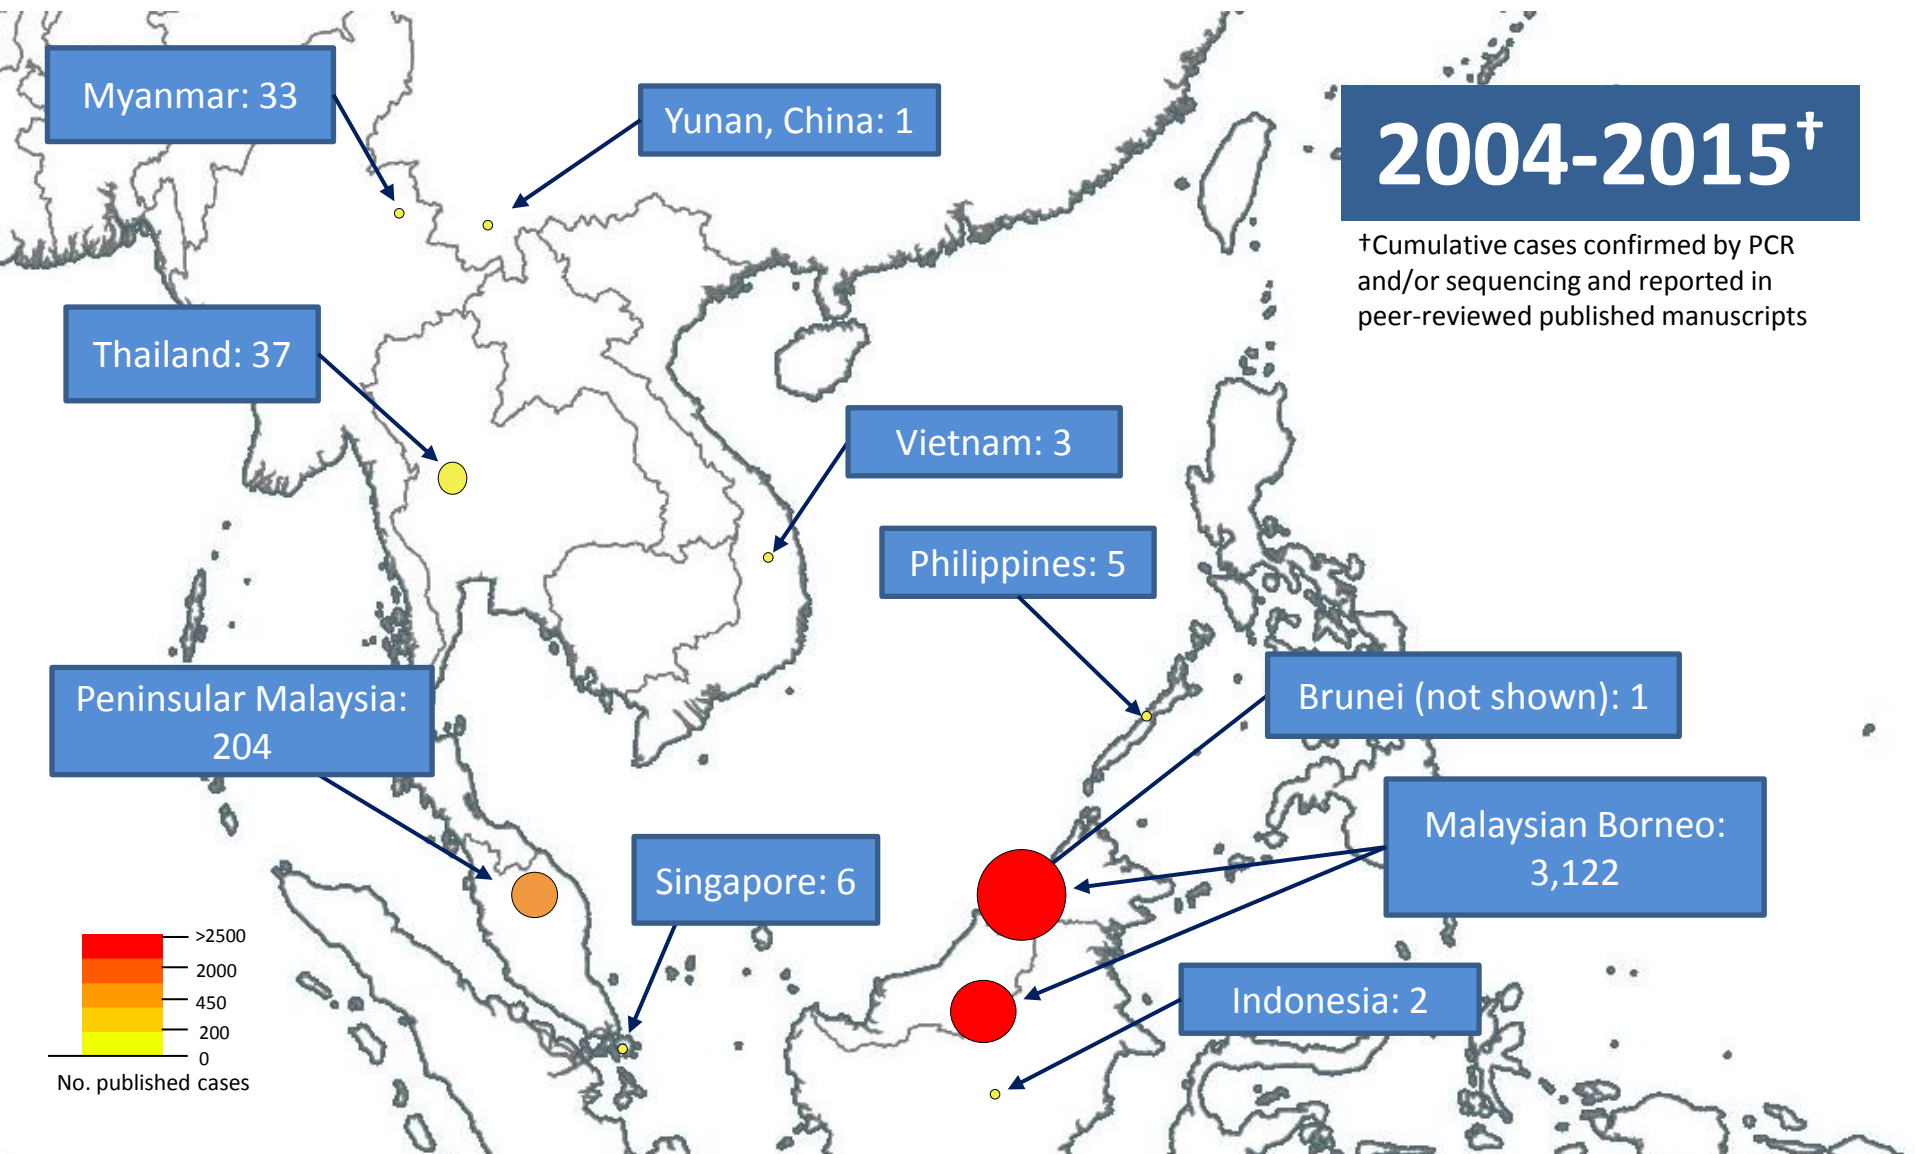 Myanmar: 33
Yunan, China: 1
2004-2015†
†Cumulative cases confirmed by PCR
and/or sequencing and reported in
peer-reviewed published manuscripts
Thailand: 37
Vietnam: 3
Philippines: 5
Peninsular Malaysia:
204
Brunei (not shown): 1
Malaysian Borneo:
3,122
Singapore: 6
Indonesia: 2
>2500
2000
450
200
0
No. published cases